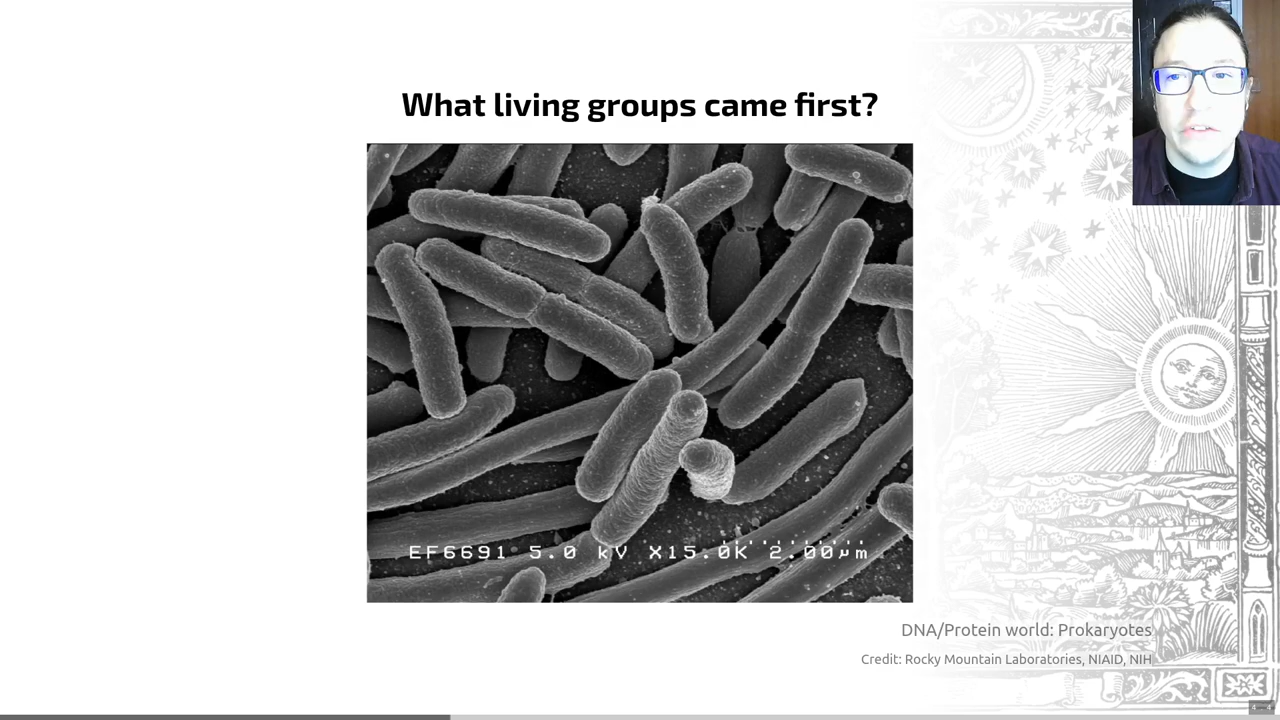 What living groups came first?
EF6691 5.0 kV X15.0K 2.00µm
DNA/Protein world: Prokaryotes
Credit: Rocky Mountain Laboratories, NIAID, NIH